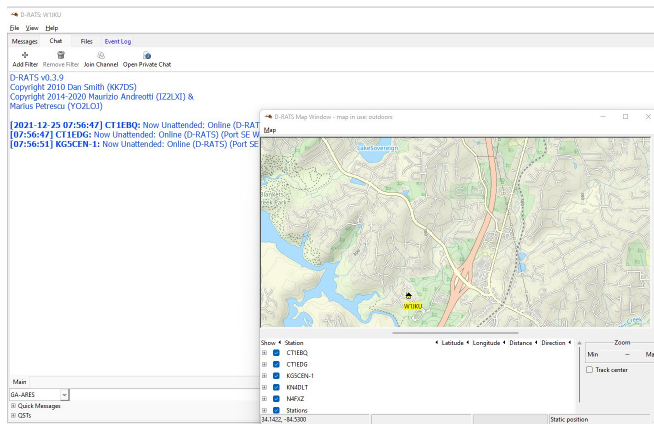 D-RATS: W1JKU
File View Help
Messages Chat Files Event Log
Add Filter Remove Filter Join Channel Open Private Chat
D-RATS v0.3.9
Copyright 2010 Dan Smith (KK7DS)
Copyright 2014-2020 Maurizio Andreotti (IZ2LXI) &
Marius Petrescu (YO2LOJ)
[2021-12-25 07:56:47] CT1EBQ: Now Unattended: Online (D-RAT
[07:56:47] CT1EDG: Now Unattended: Online (D-RATS) (Port SE W
[07:56:51] KG5CEN-1: Now Unattended: Online (D-RATS) (Port SE
D-RATS Map Window - map in use: outdoors
Map
LakeSovereign
W1JKU
Show Station Latitude Longitude Distance Direction
CT1EBQ
CT1EDG
KG5CEN-1
KN4DLT
N4FXZ
Stations
Zoom
Min Ma
Track center
34.1422, -84.5300 Static position
Main
GA-ARES
Quick Messages
QSTs